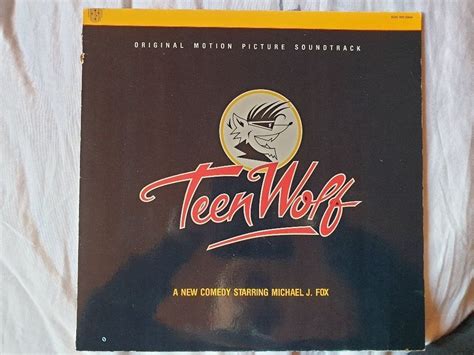 ORIGINAL MOTION PICTURE SOUNDTRACK
Teen Wolf
A NEW COMEDY STARRING MICHAEL J. FOX